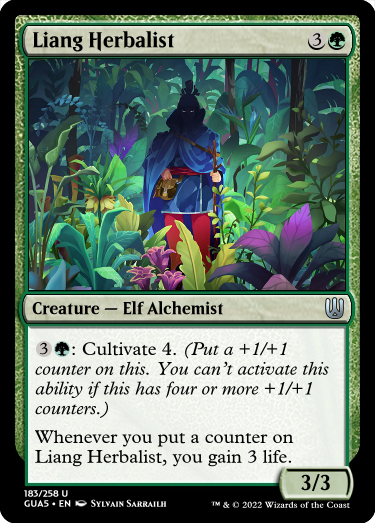 Liang Herbalist 3
Creature — Elf Alchemist
3: Cultivate 4. (Put a +1/+1
counter on this. You can't activate this
ability if this has four or more +1/+1
counters.)
Whenever you put a counter on
Liang Herbalist, you gain 3 life.
3/3
183/258 U
GUA5 • EN Sylvain Sarrailh
™ & © 2022 Wizards of the Coast